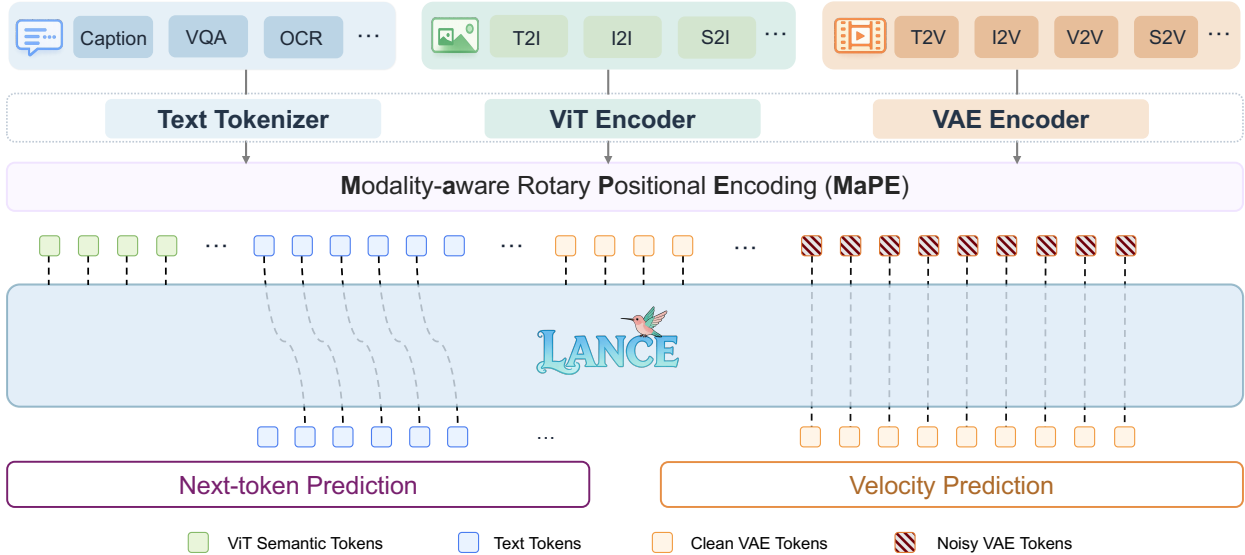 Caption VQA OCR ...
T2I I2I S2I ...
T2V I2V V2V S2V ...
Text Tokenizer
ViT Encoder
VAE Encoder
Modality-aware Rotary Positional Encoding (MaPE)
... ... ...
LANCE
...
Next-token Prediction
Velocity Prediction
ViT Semantic Tokens
Text Tokens
Clean VAE Tokens
Noisy VAE Tokens